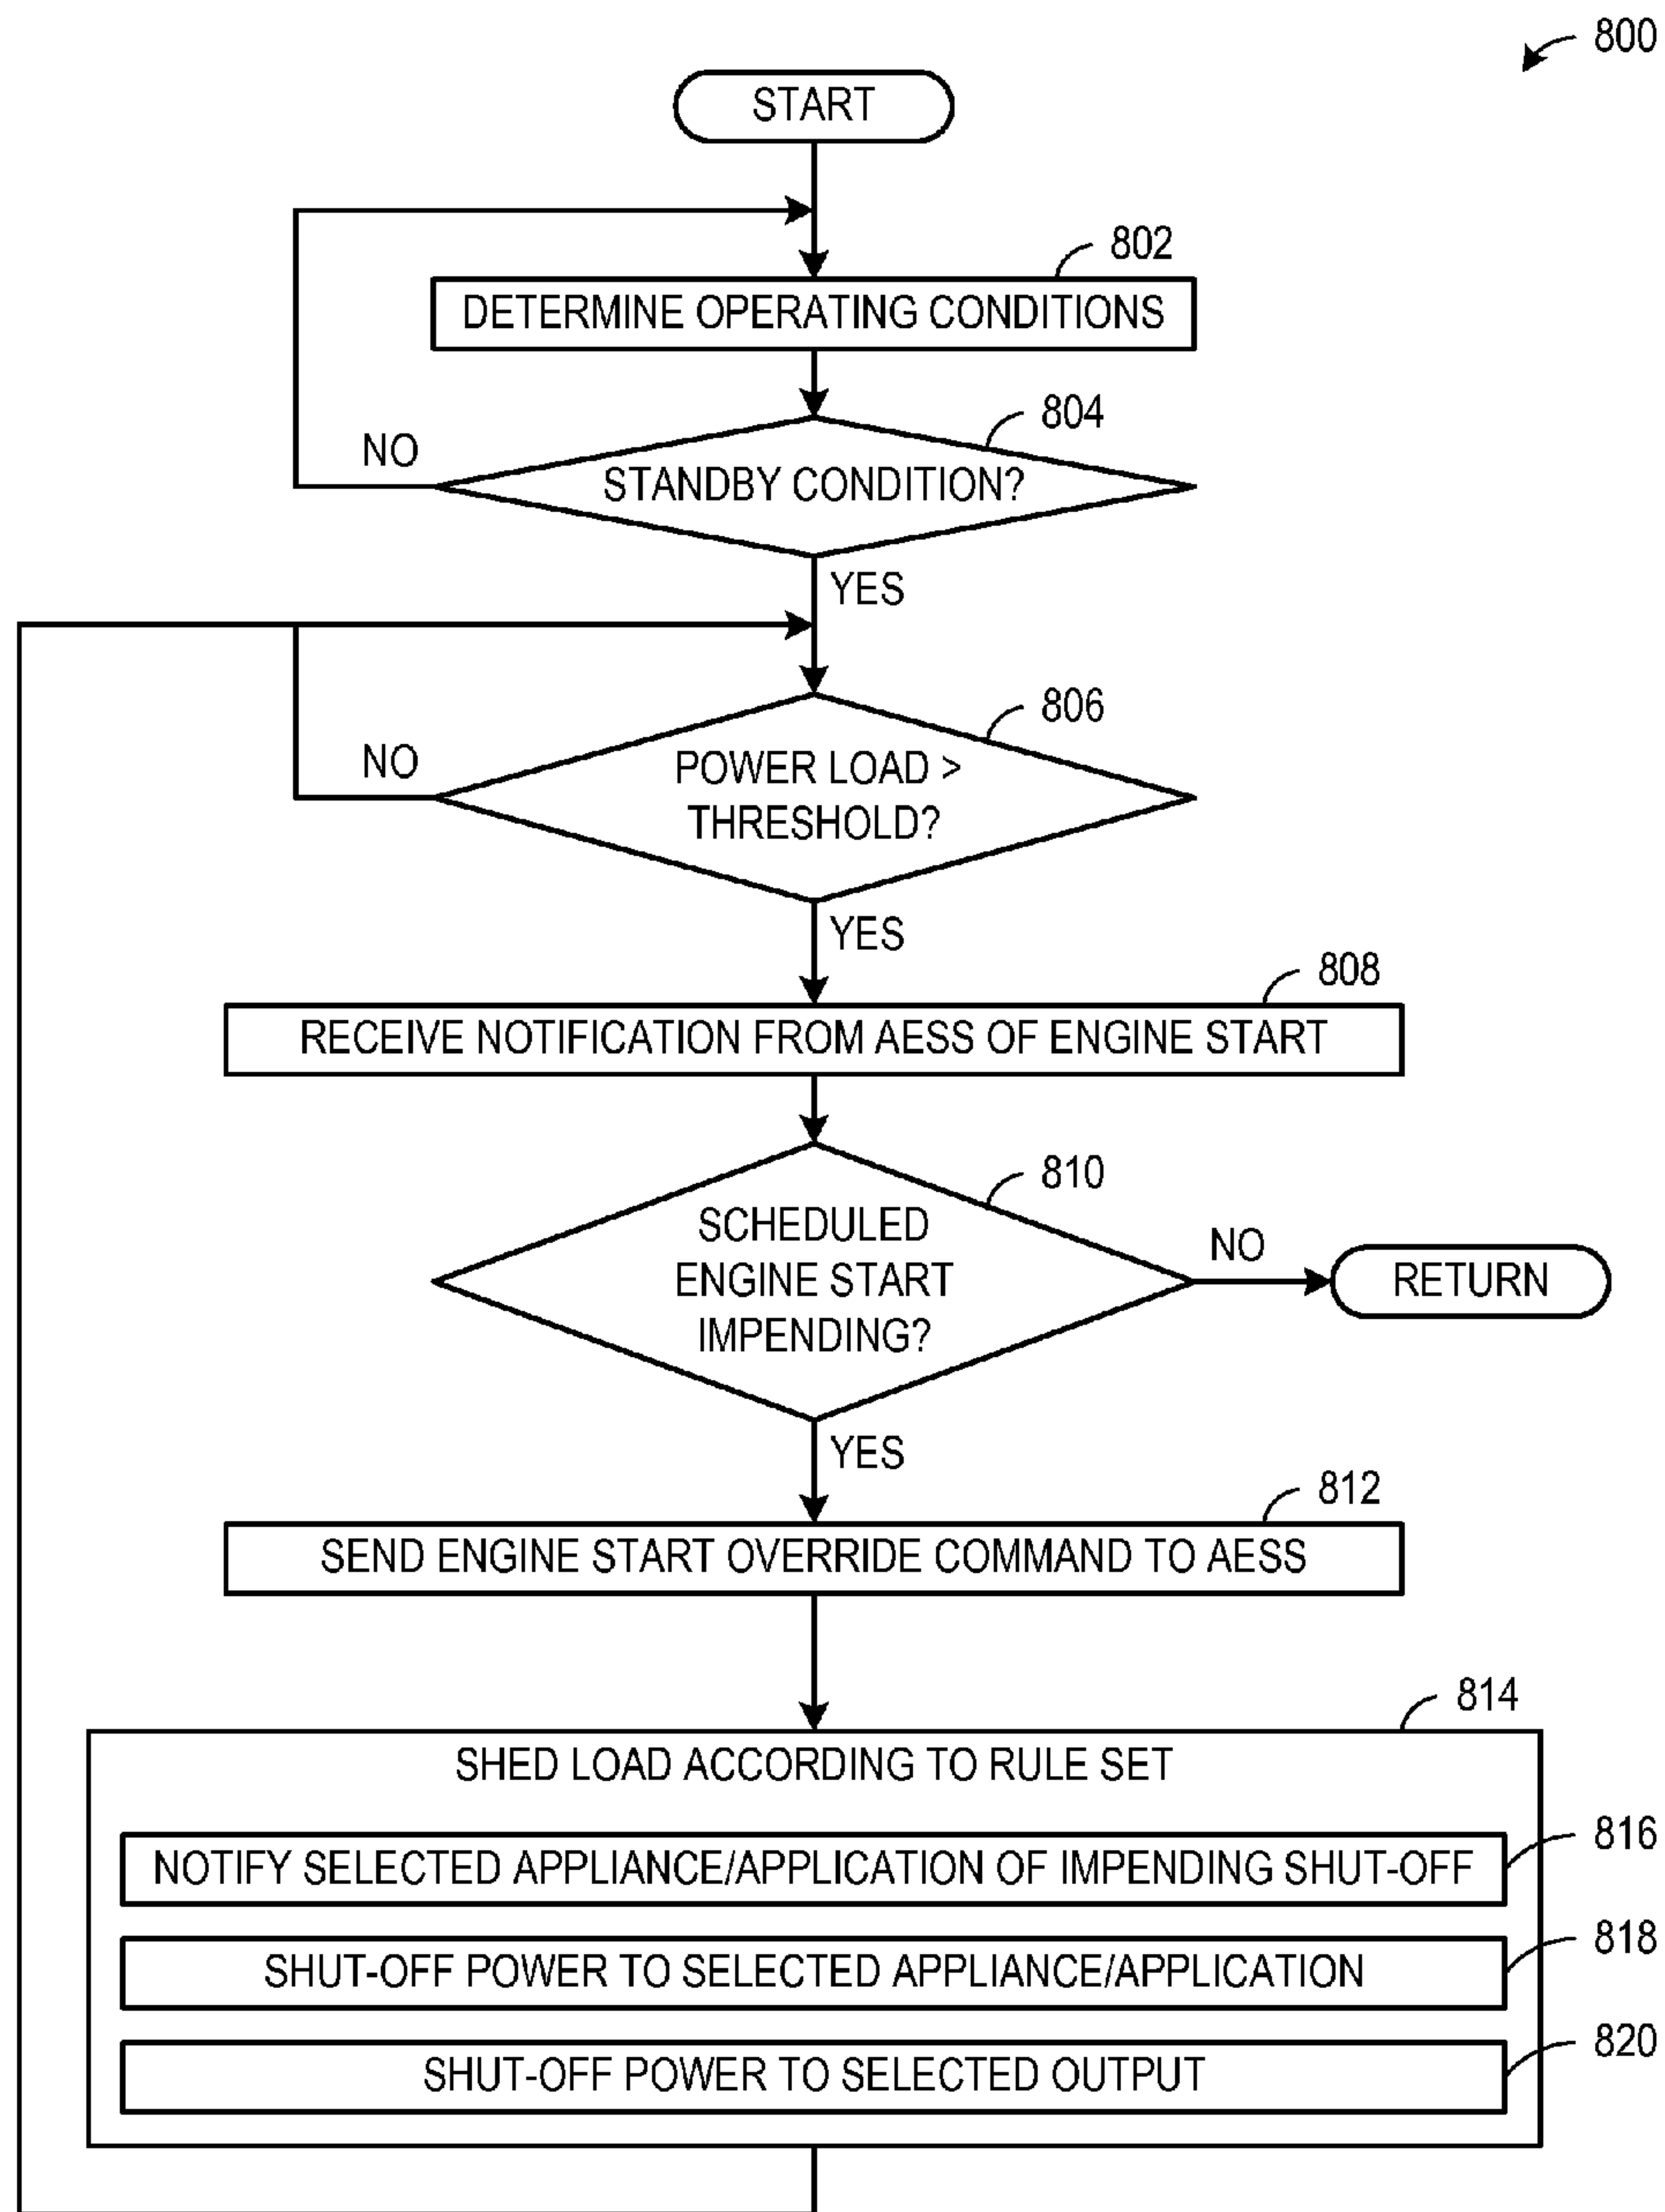 800
START
802
DETERMINE OPERATING CONDITIONS
804
NO
STANDBY CONDITION?
YES
806
NO
POWER LOAD >
THRESHOLD?
YES
808
RECEIVE NOTIFICATION FROM AESS OF ENGINE START
810
SCHEDULED
ENGINE START
IMPENDING?
NO
RETURN
YES
812
SEND ENGINE START OVERRIDE COMMAND TO AESS
814
SHED LOAD ACCORDING TO RULE SET
816
NOTIFY SELECTED APPLIANCE/APPLICATION OF IMPENDING SHUT-OFF
818
SHUT-OFF POWER TO SELECTED APPLIANCE/APPLICATION
820
SHUT-OFF POWER TO SELECTED OUTPUT